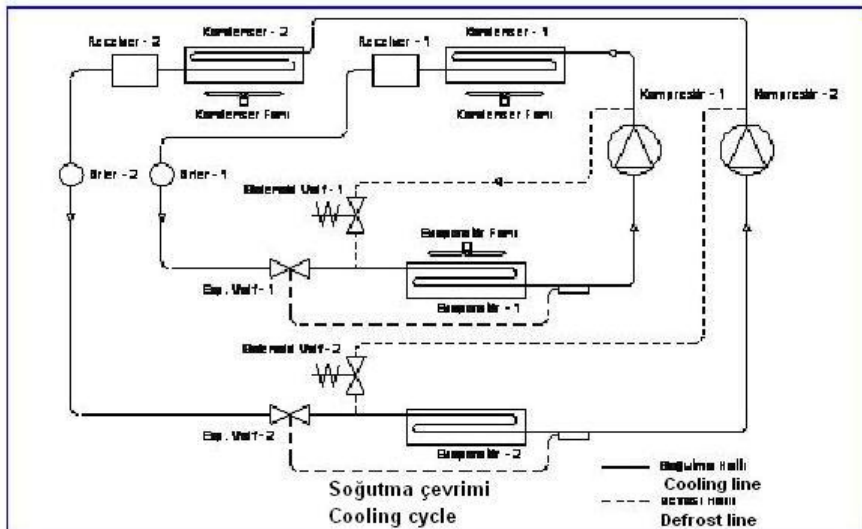 Kondenser - 2
Kondenser - 1
Receiver - 2
Receiver - 1
Kompresör - 1
Kompresör - 2
Kondenser Fanı
Kondenser Fanı
Drier - 2
Drier - 1
Solenoid Valf - 1
Evaporatör Fanı
Exp. Valf - 1
Evaporatör - 1
Solenoid Valf - 2
Exp. Valf - 2
Evaporatör - 2
Soğutma Hattı
Cooling line
Soğutma çevrimi
Defrost Hattı
Cooling cycle
Defrost line